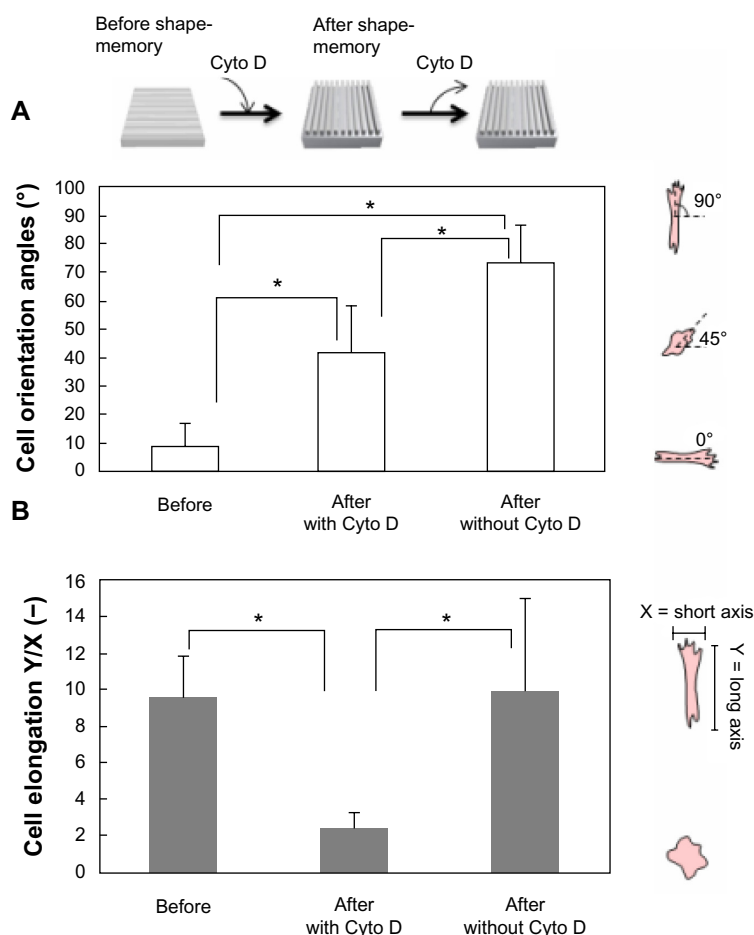 Before shape-
memory
After shape-
memory
Cyto D
Cyto D
A
Cell orientation angles (°)
100
90
80
70
60
50
40
30
20
10
0
*
*
*
Before
After
with Cyto D
After
without Cyto D
90°
45°
0°
B
Cell elongation Y/X (–)
16
14
12
10
8
6
4
2
0
*
*
Before
After
with Cyto D
After
without Cyto D
X = short axis
Y = long axis